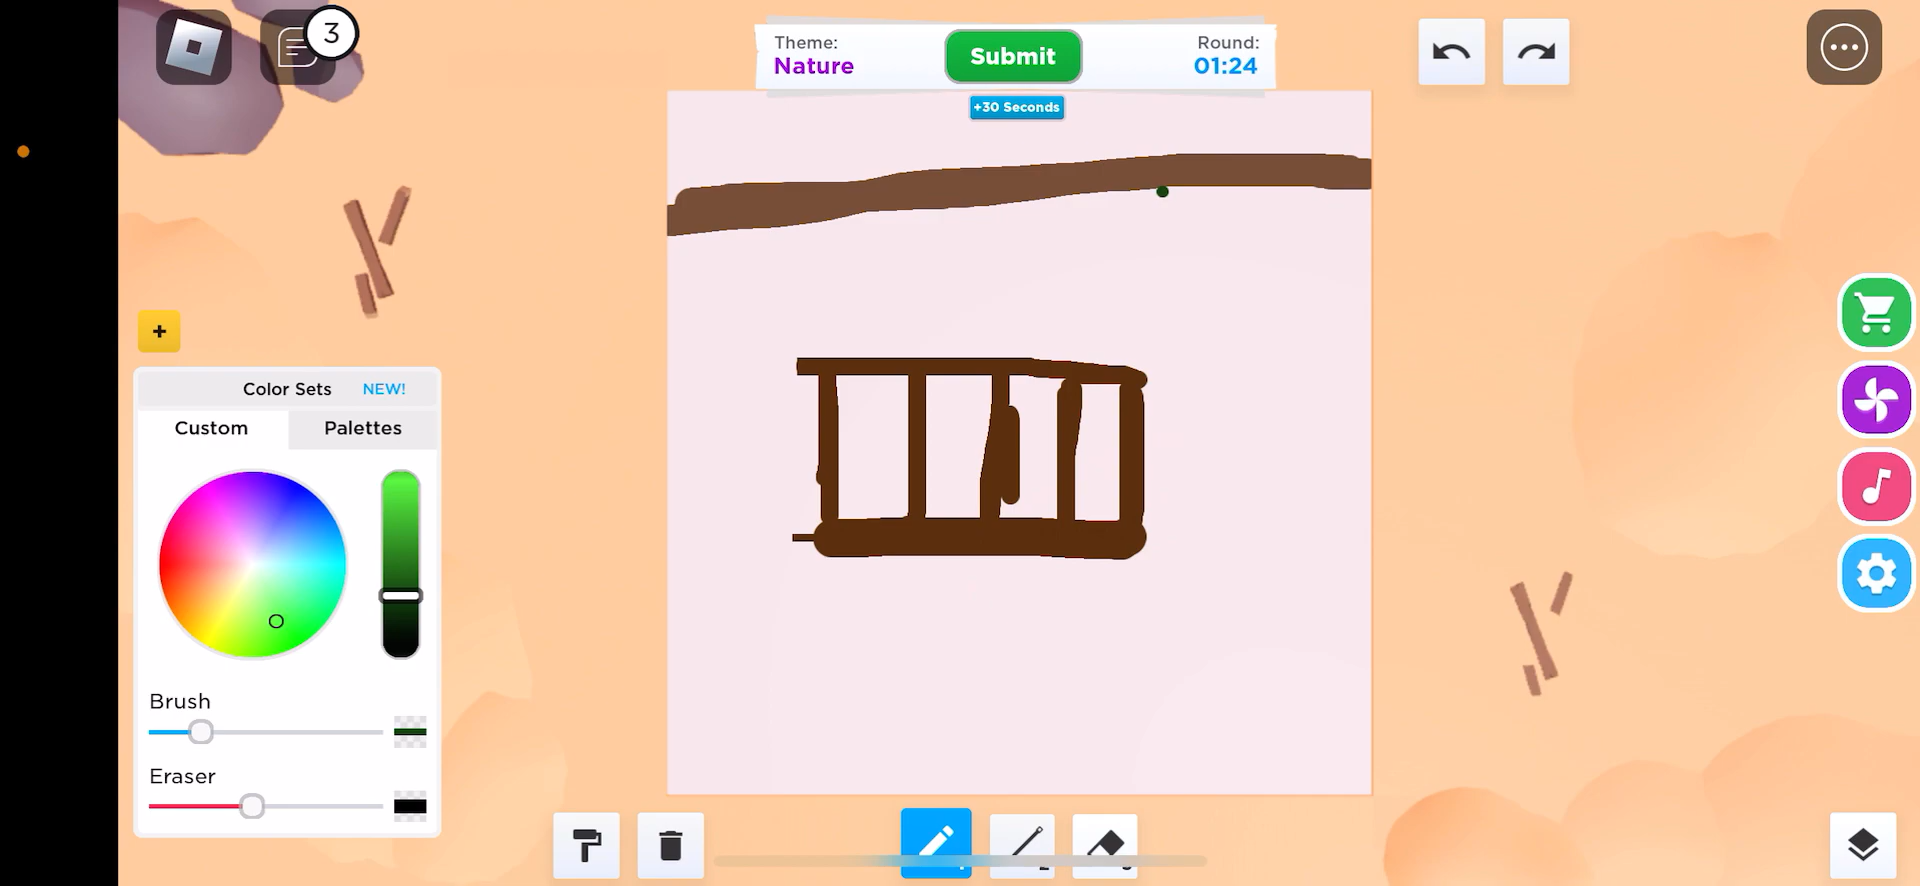 3
Theme:
Nature
Submit
Round:
01:24
+30 Seconds
+
Color Sets NEW!
Custom
Palettes
Brush
Eraser